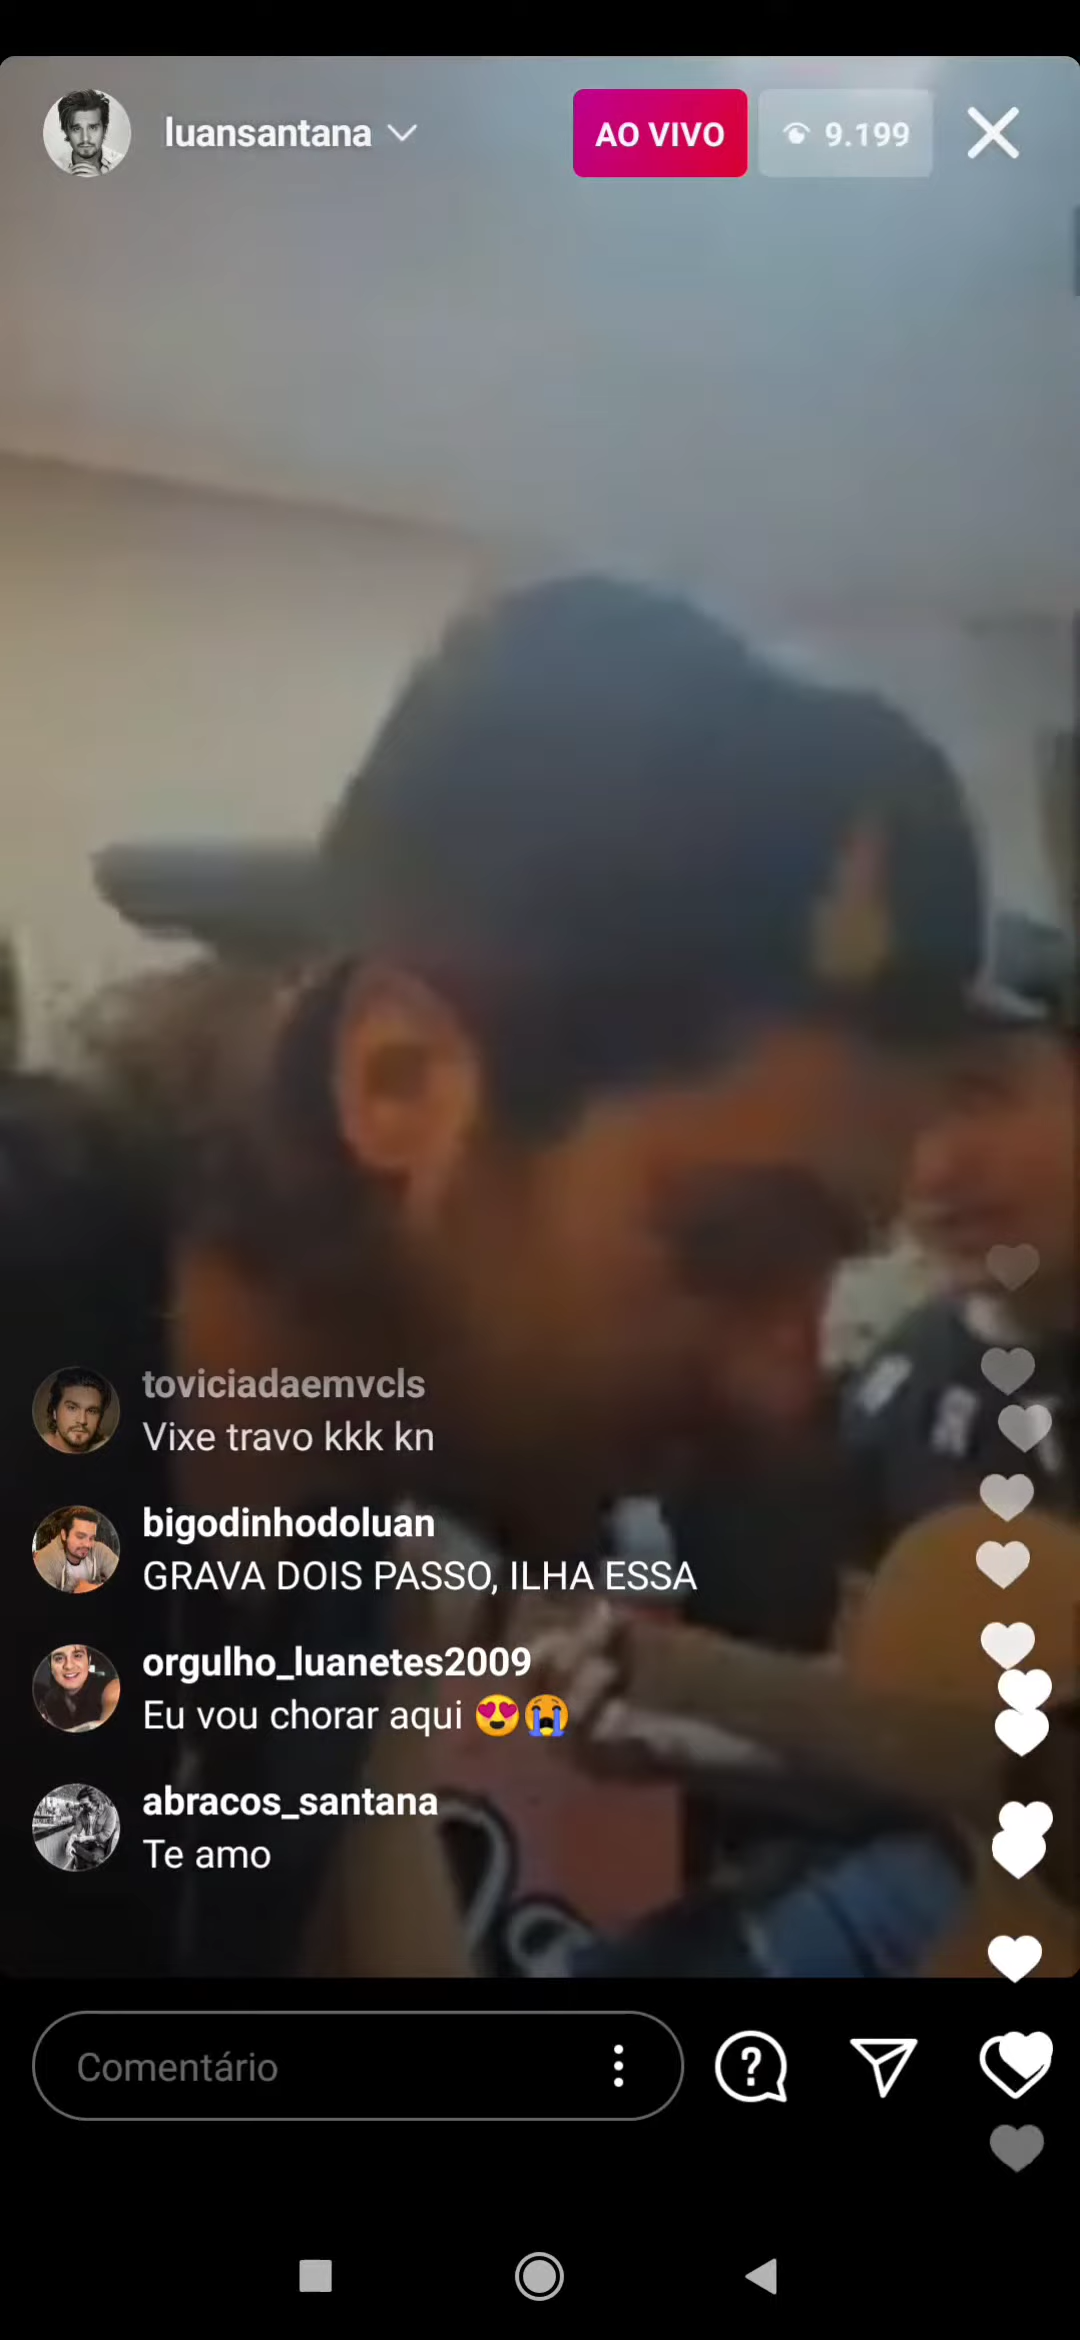 luansantana
AO VIVO
9.199
toviciadaemvcls
Vixe travo kkk kn
bigodinhodoluan
GRAVA DOIS PASSO, ILHA ESSA
orgulho_luanetes2009
Eu vou chorar aqui 😍😭
abracos_santana
Te amo
Comentário